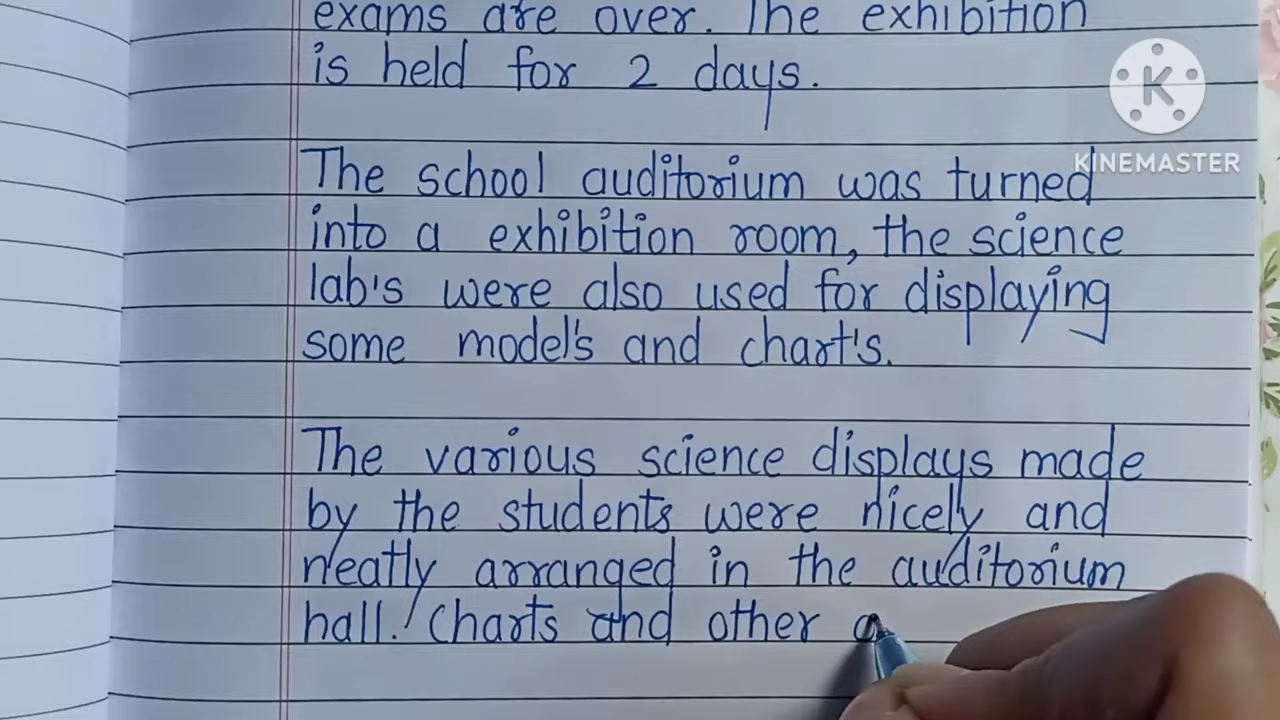 exams are over. The exhibition
is held for 2 days.
K
KINEMASTER
The school auditorium was turned
into a exhibition room, the science
lab's were also used for displaying
some model's and chart's.
The various science displays made
by the students were nicely and
neatly arranged in the auditorium
hall. Charts and other a